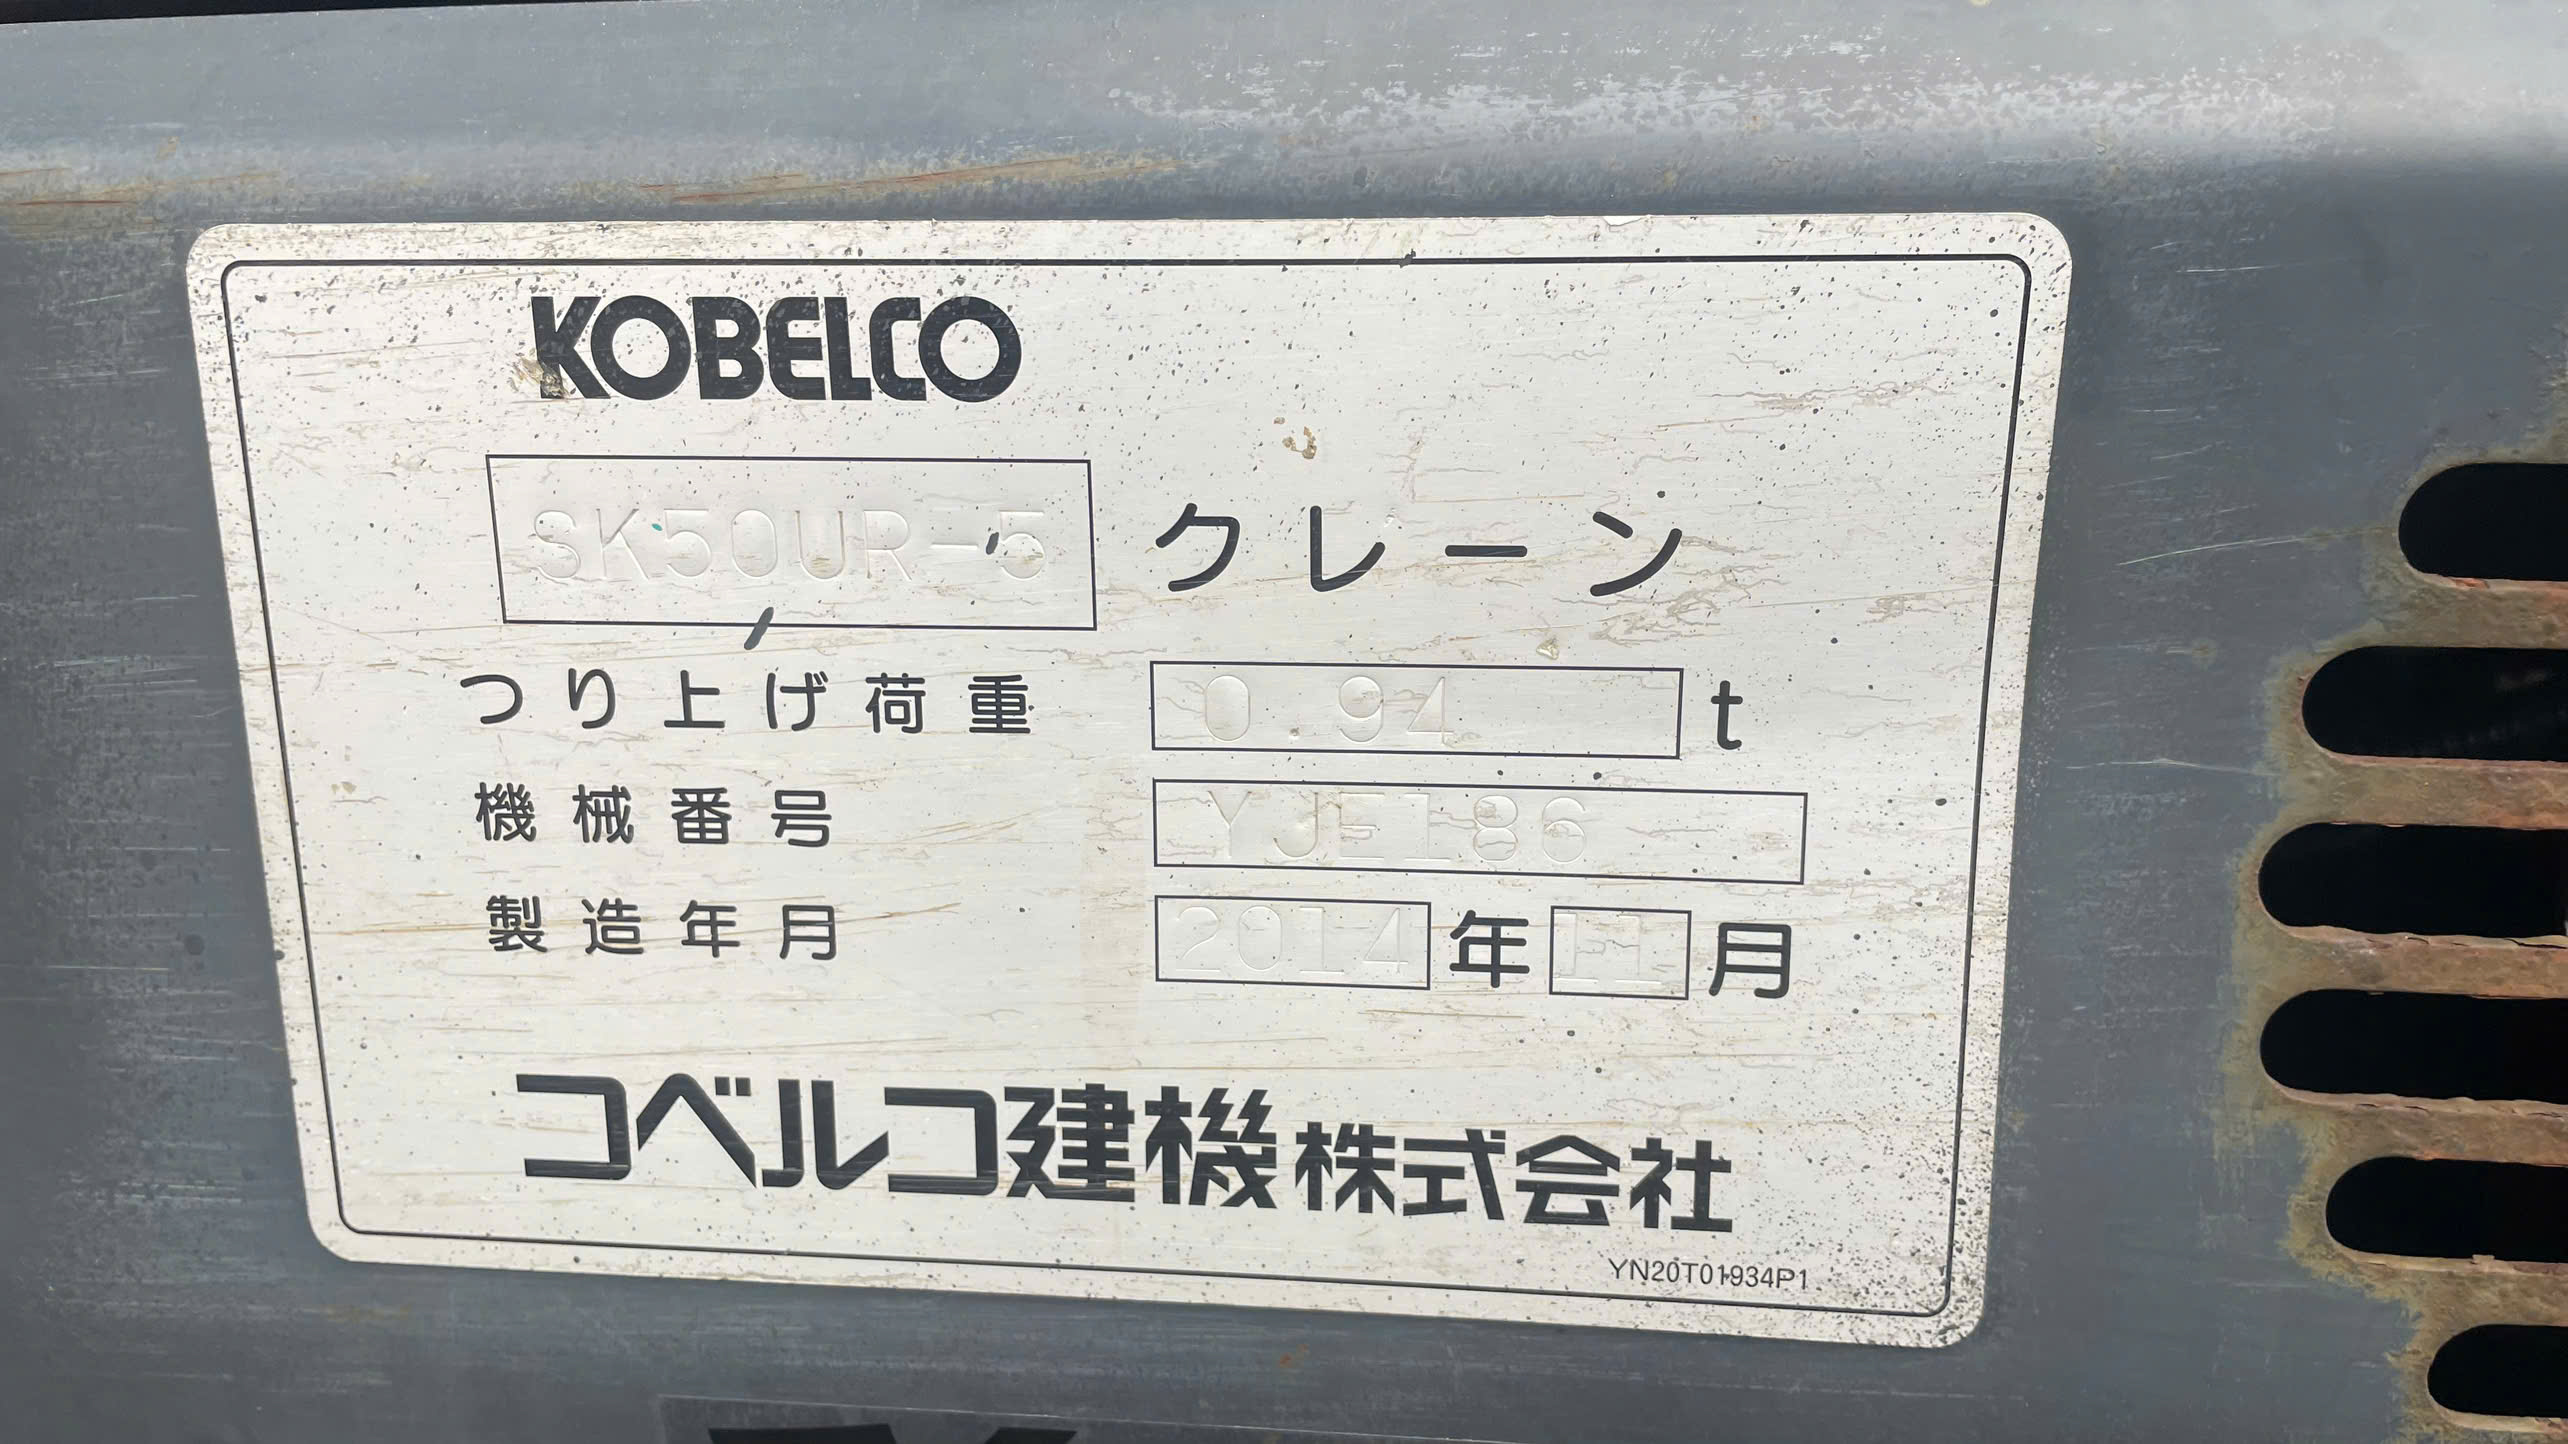 KOBELCO
SK50UR-5 クレーン
つり上げ荷重 0.94 t
機械番号 YJE186
製造年月 2014年11月
コベルコ建機株式会社
YN20T01934P1